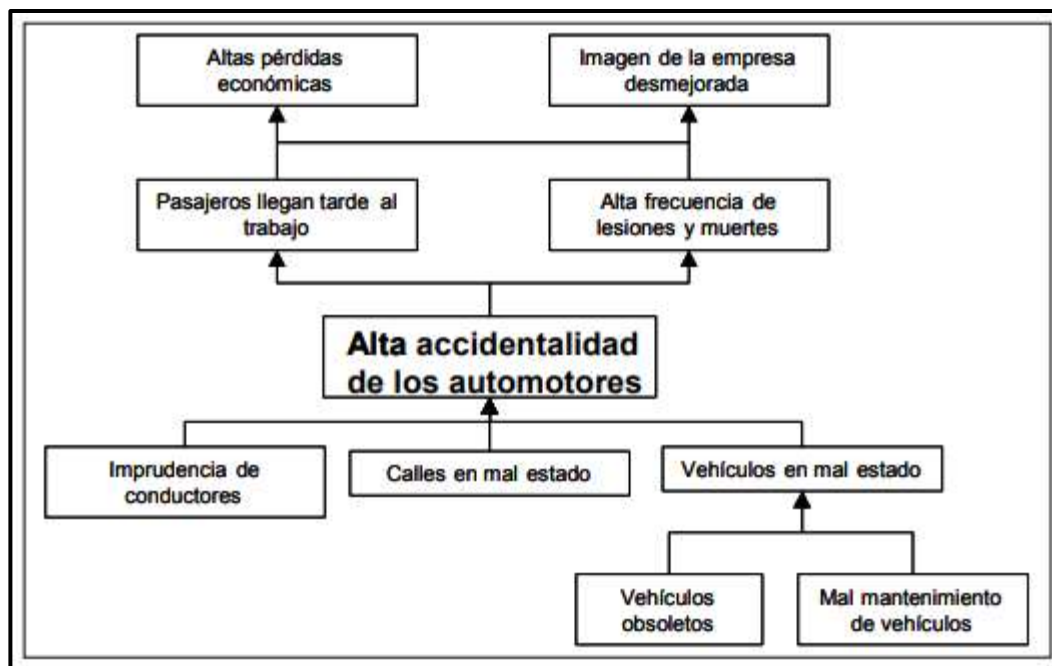 Altas pérdidas
económicas
Imagen de la empresa
desmejorada
Pasajeros llegan tarde al
trabajo
Alta frecuencia de
lesiones y muertes
Alta accidentalidad
de los automotores
Imprudencia de
conductores
Calles en mal estado
Vehículos en mal estado
Vehículos
obsoletos
Mal mantenimiento
de vehículos